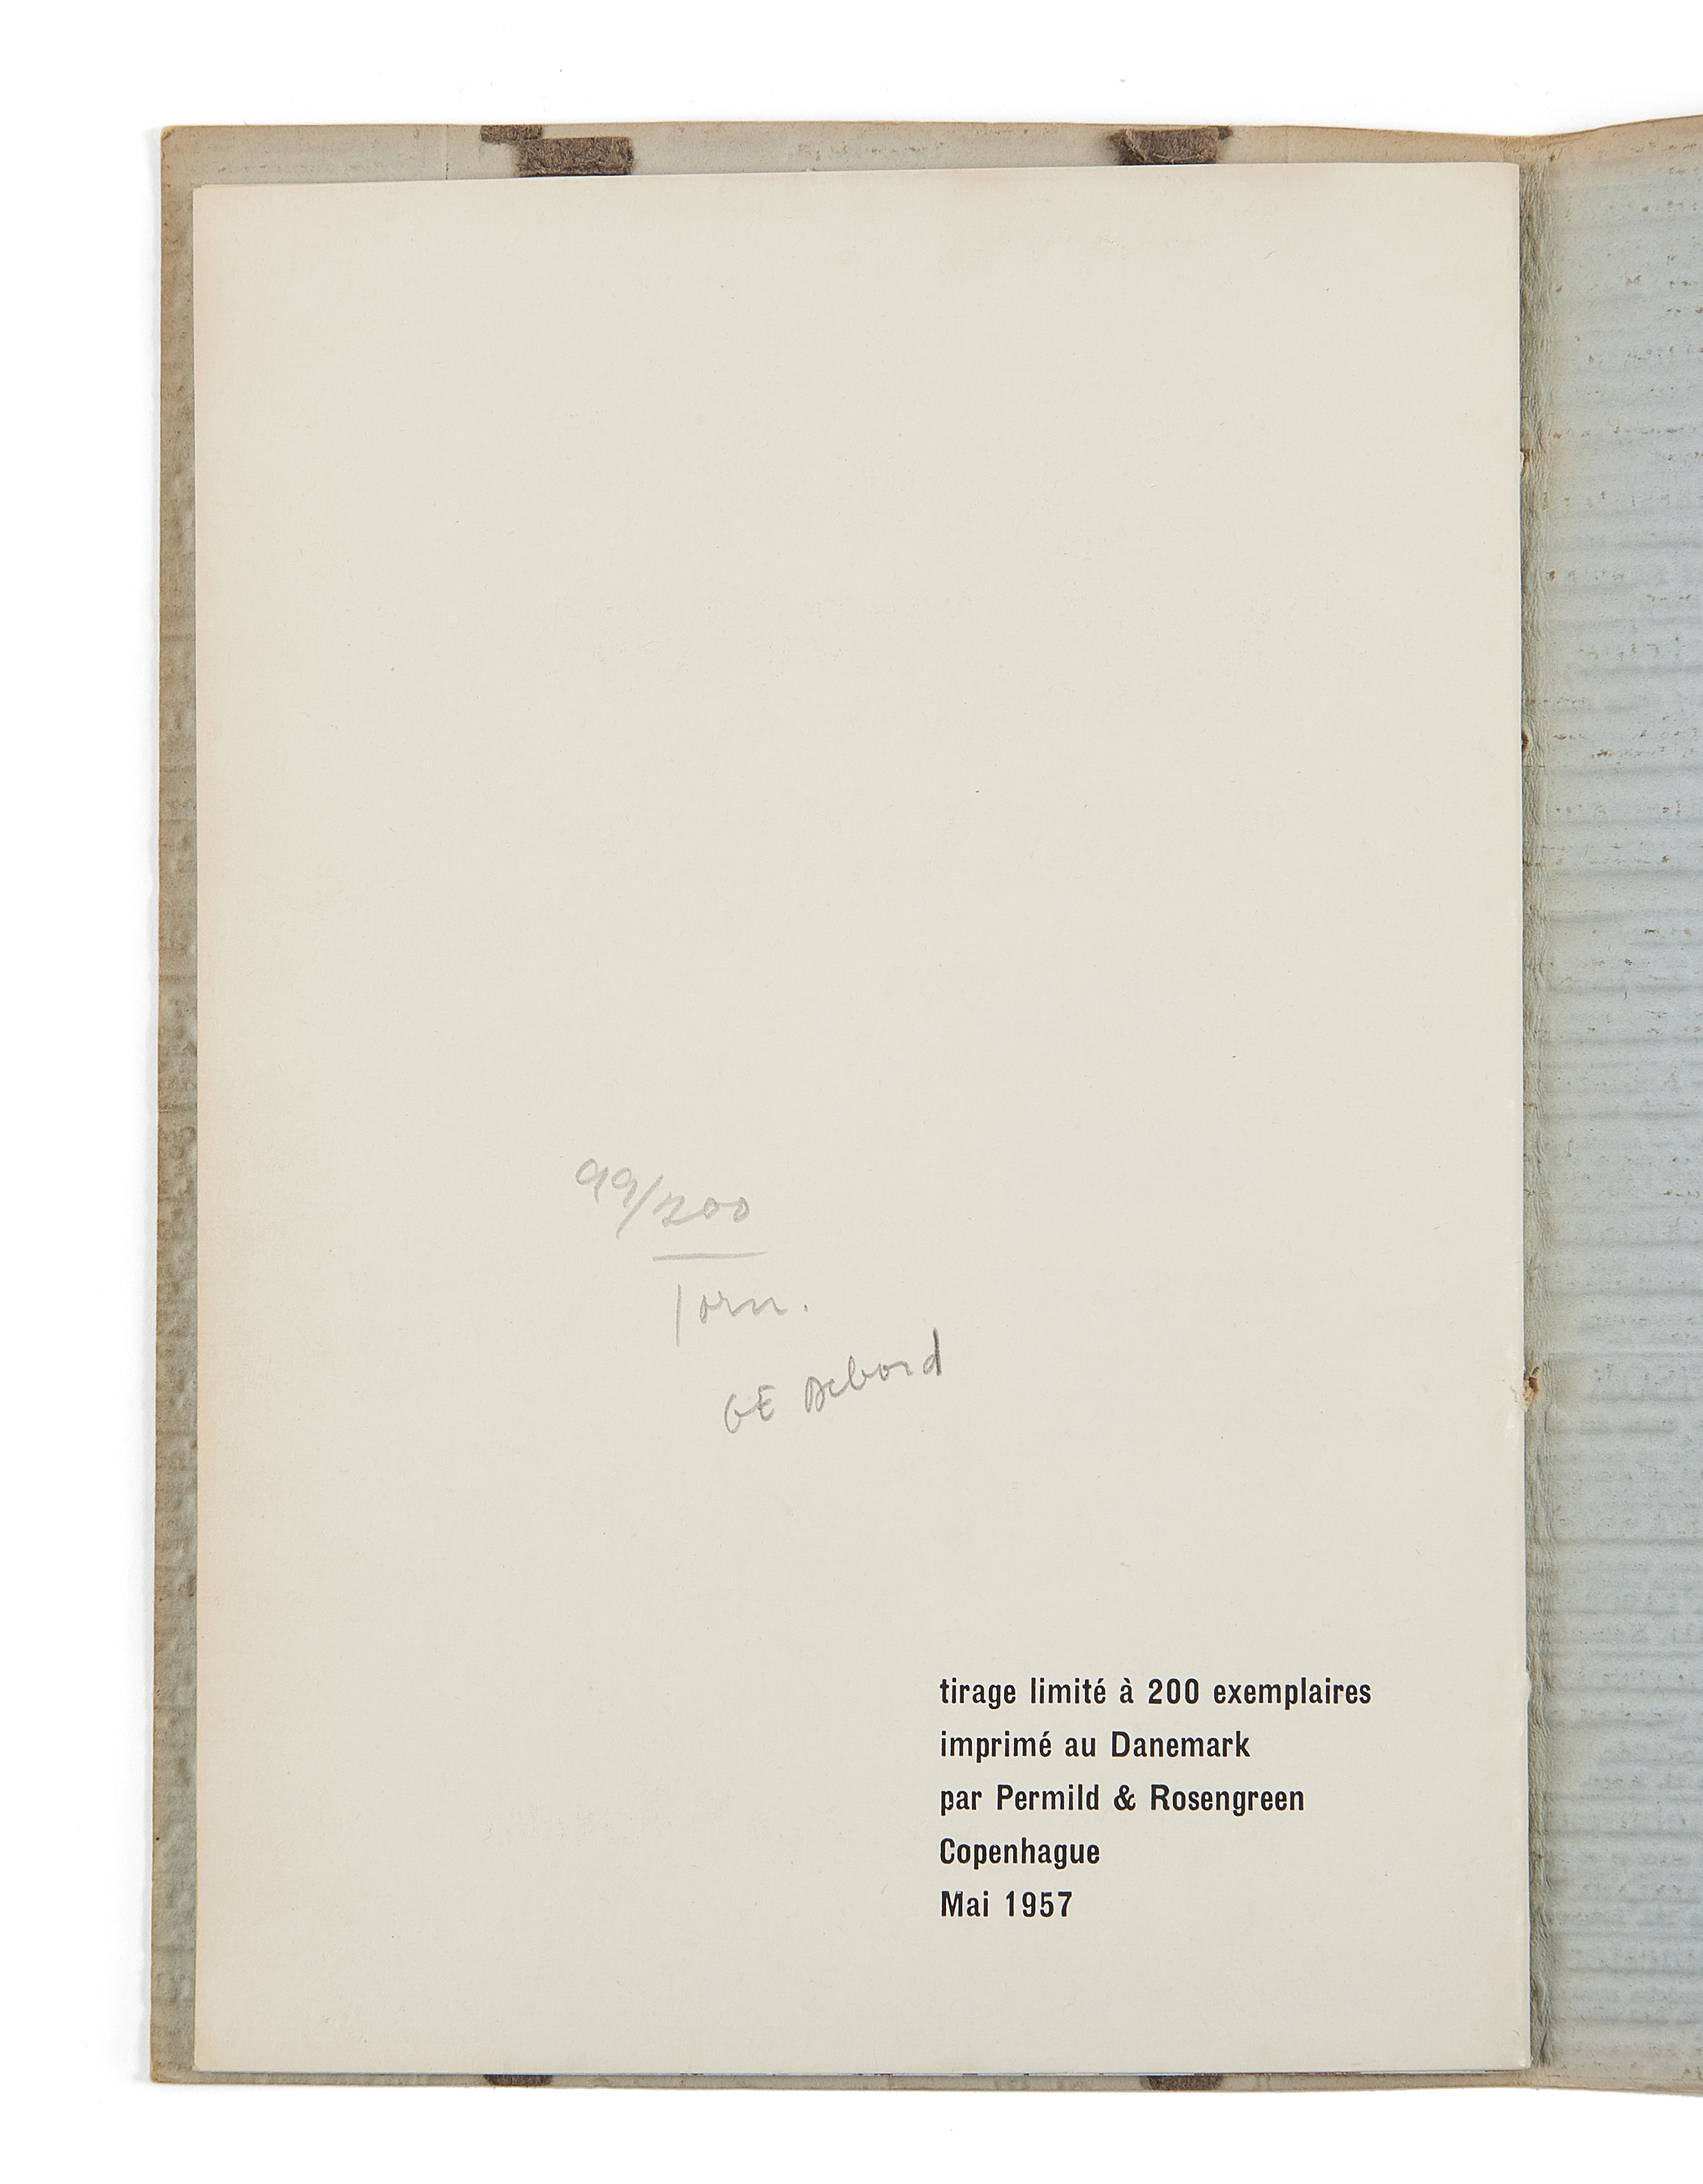 99/200
Jorn.
GE Debord
tirage limité à 200 exemplaires
imprimé au Danemark
par Permild & Rosengreen
Copenhague
Mai 1957